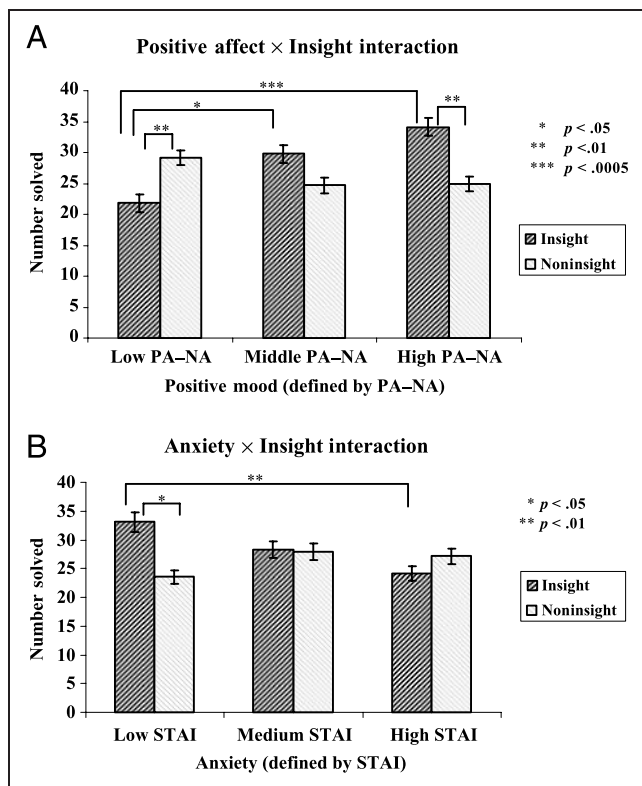 A
Positive affect × Insight interaction
***
*
**
**
40
35
30
25
20
15
10
5
0
Number solved
Low PA–NA
Middle PA–NA
High PA–NA
Positive mood (defined by PA–NA)
* p < .05
** p <.01
*** p < .0005
Insight
Noninsight
B
Anxiety × Insight interaction
**
*
40
35
30
25
20
15
10
5
0
Number solved
Low STAI
Medium STAI
High STAI
Anxiety (defined by STAI)
* p < .05
** p < .01
Insight
Noninsight